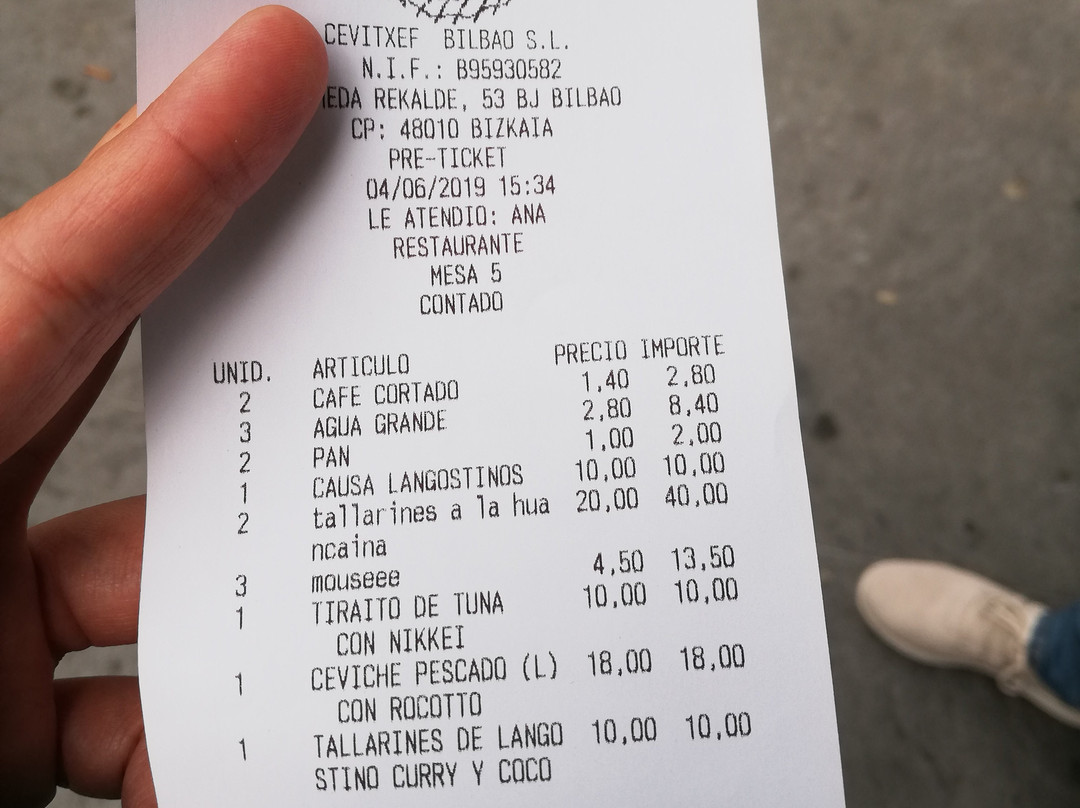 CEVITXEF BILBAO S.L.
N.I.F.: B95930582
REKALDE, 53 BJ BILBAO
CP: 48010 BIZKAIA
PRE-TICKET
04/06/2019 15:34
LE ATENDIO: ANA
RESTAURANTE
MESA 5
CONTADO
UNID. ARTICULO PRECIO IMPORTE
2 CAFE CORTADO 1,40 2,80
3 AGUA GRANDE 2,80 8,40
2 PAN 1,00 2,00
1 CAUSA LANGOSTINOS 10,00 10,00
2 tallarines a la hua 20,00 40,00
ncaina
3 mouseee 4,50 13,50
1 TIRAITO DE TUNA 10,00 10,00
CON NIKKEI
1 CEVICHE PESCADO (L) 18,00 18,00
CON ROCOTTO
1 TALLARINES DE LANGO 10,00 10,00
STINO CURRY Y COCO